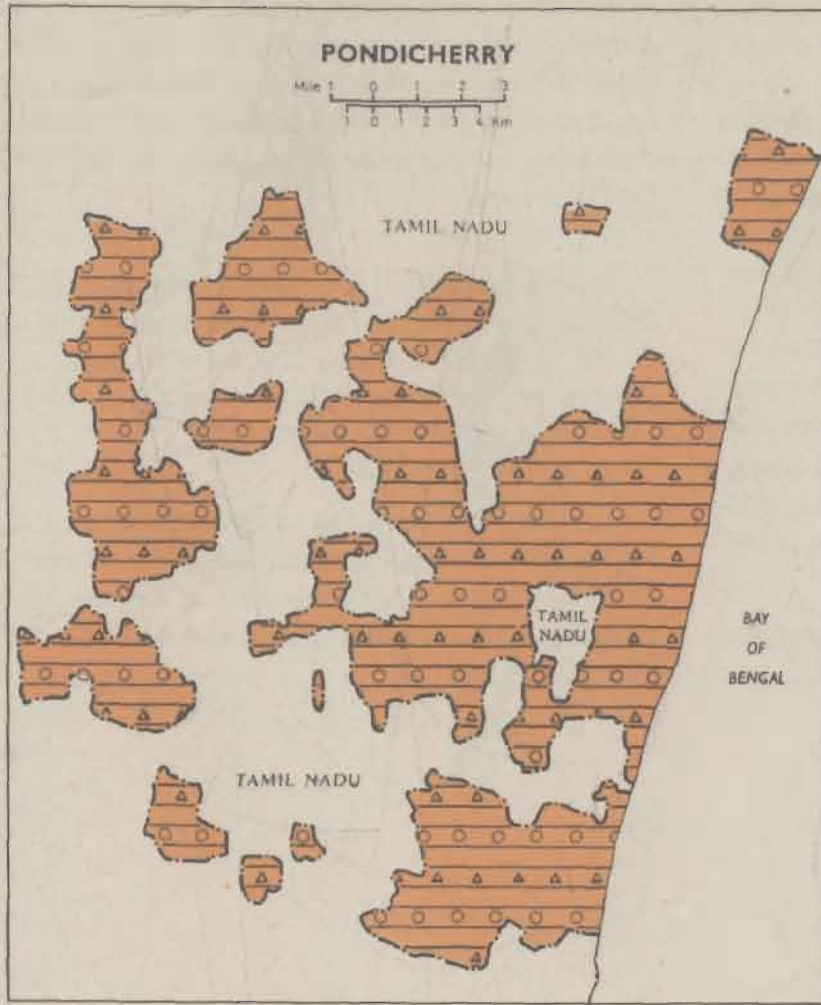 PONDICHERRY
Mile 1 0 1 2 3
1 0 1 2 3 4 Km
TAMIL NADU
TAMIL
NADU
BAY
OF
BENGAL
TAMIL NADU